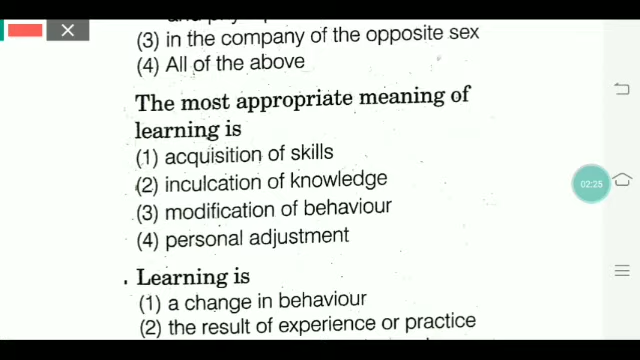 (3) in the company of the opposite sex
(4) All of the above
The most appropriate meaning of
learning is
(1) acquisition of skills
(2) inculcation of knowledge
(3) modification of behaviour
(4) personal adjustment
Learning is
(1) a change in behaviour
(2) the result of experience or practice
02:25